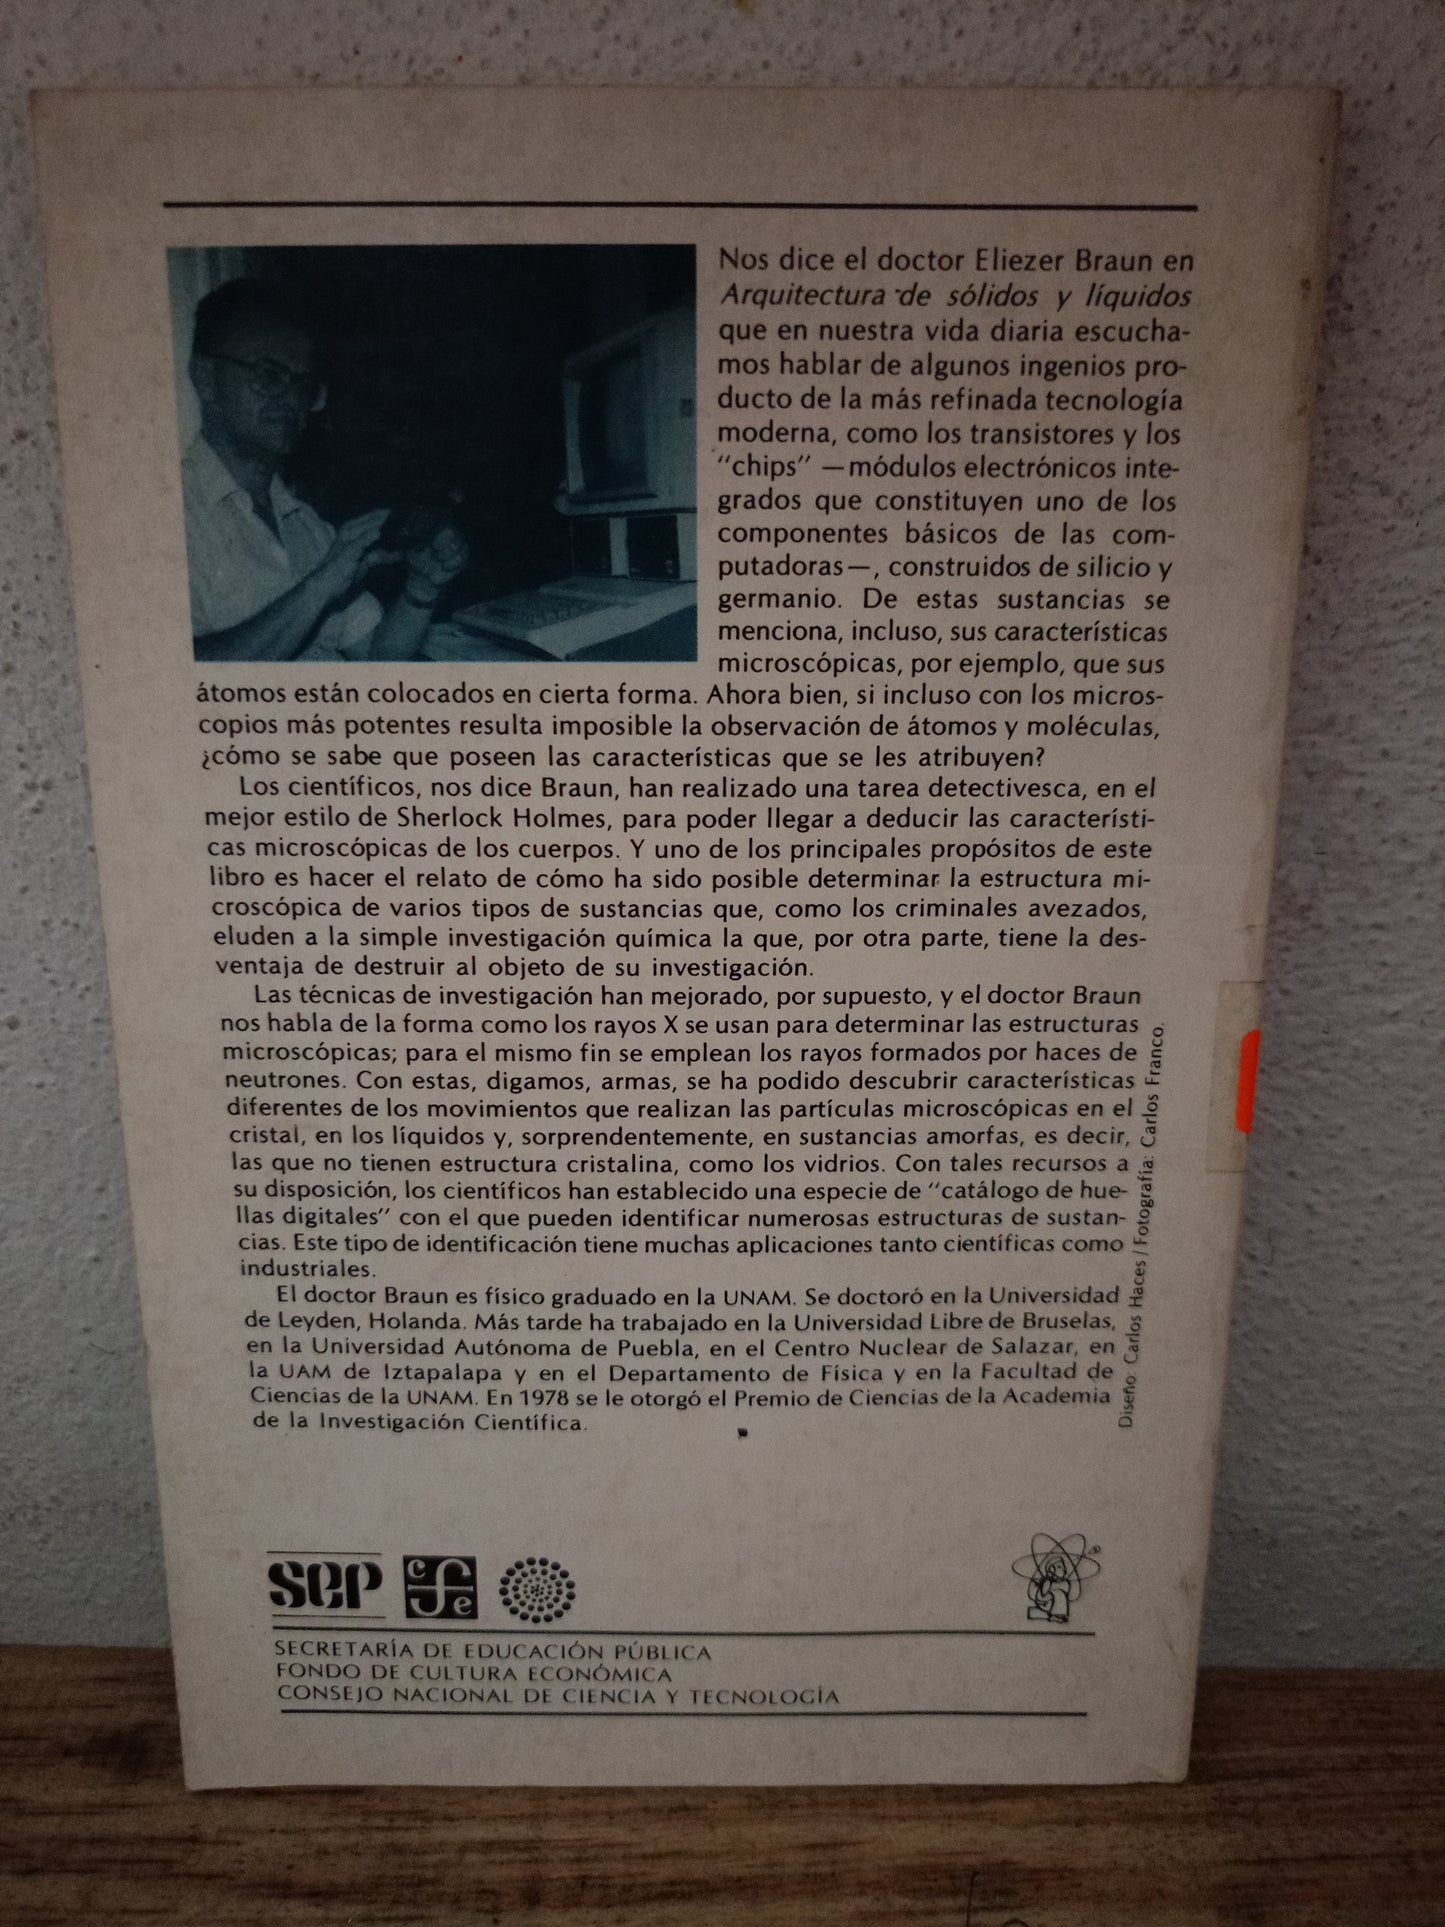 Nos dice el doctor Eliezer Braun en
Arquitectura de sólidos y líquidos
que en nuestra vida diaria escucha-
mos hablar de algunos ingenios pro-
ducto de la más refinada tecnología
moderna, como los transistores y los
"chips" —módulos electrónicos inte-
grados que constituyen uno de los
componentes básicos de las com-
putadoras—, construidos de silicio y
germanio. De estas sustancias se
menciona, incluso, sus características
microscópicas, por ejemplo, que sus
átomos están colocados en cierta forma. Ahora bien, si incluso con los micros-
copios más potentes resulta imposible la observación de átomos y moléculas,
¿cómo se sabe que poseen las características que se les atribuyen?
Los científicos, nos dice Braun, han realizado una tarea detectivesca, en el
mejor estilo de Sherlock Holmes, para poder llegar a deducir las característi-
cas microscópicas de los cuerpos. Y uno de los principales propósitos de este
libro es hacer el relato de cómo ha sido posible determinar la estructura mi-
croscópica de varios tipos de sustancias que, como los criminales avezados,
eluden a la simple investigación química la que, por otra parte, tiene la des-
ventaja de destruir al objeto de su investigación.
Las técnicas de investigación han mejorado, por supuesto, y el doctor Braun
nos habla de la forma como los rayos X se usan para determinar las estructuras
microscópicas; para el mismo fin se emplean los rayos formados por haces de
neutrones. Con estas, digamos, armas, se ha podido descubrir características
diferentes de los movimientos que realizan las partículas microscópicas en el
cristal, en los líquidos y, sorprendentemente, en sustancias amorfas, es decir,
las que no tienen estructura cristalina, como los vidrios. Con tales recursos a
su disposición, los científicos han establecido una especie de "catálogo de hue-
llas digitales" con el que pueden identificar numerosas estructuras de sustan-
cias. Este tipo de identificación tiene muchas aplicaciones tanto científicas como
industriales.
El doctor Braun es físico graduado en la UNAM. Se doctoró en la Universidad
de Leyden, Holanda. Más tarde ha trabajado en la Universidad Libre de Bruselas,
en la Universidad Autónoma de Puebla, en el Centro Nuclear de Salazar, en
la UAM de Iztapalapa y en el Departamento de Física y en la Facultad de
Ciencias de la UNAM. En 1978 se le otorgó el Premio de Ciencias de la Academia
de la Investigación Científica.
Diseño: Carlos Haces / Fotografía: Carlos Franco.
SEP
cfe
SECRETARÍA DE EDUCACIÓN PÚBLICA
FONDO DE CULTURA ECONÓMICA
CONSEJO NACIONAL DE CIENCIA Y TECNOLOGÍA